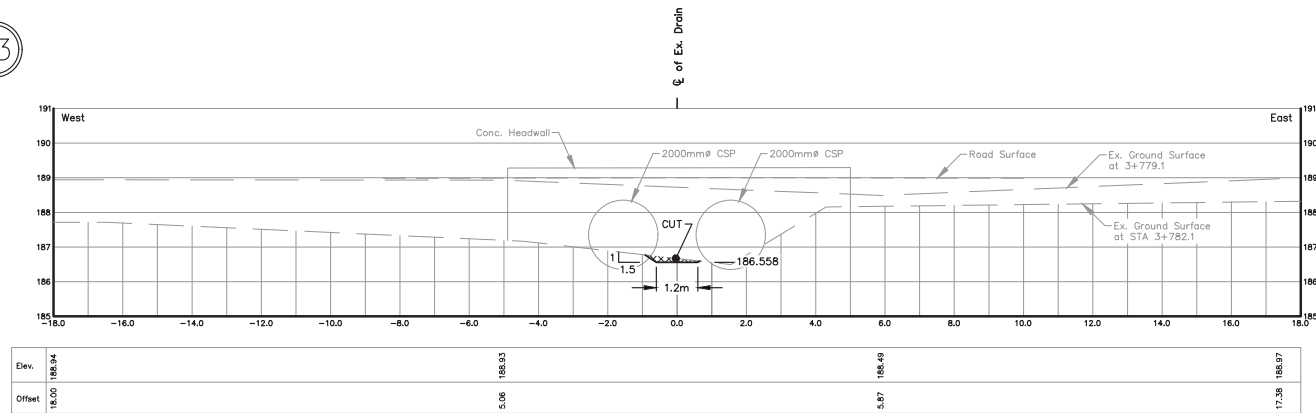 3
℄ of Ex. Drain
West
East
Conc. Headwall
2000mmø CSP
2000mmø CSP
Road Surface
Ex. Ground Surface
at 3+779.1
Ex. Ground Surface
at STA 3+782.1
CUT
1
1.5
186.558
1.2m
191
190
189
188
187
186
185
191
190
189
188
187
186
185
-18.0 -16.0 -14.0 -12.0 -10.0 -8.0 -6.0 -4.0 -2.0 0.0 2.0 4.0 6.0 8.0 10.0 12.0 14.0 16.0 18.0
Elev. 188.94 188.93 188.49 188.97
Offset 18.00 5.06 5.87 17.38